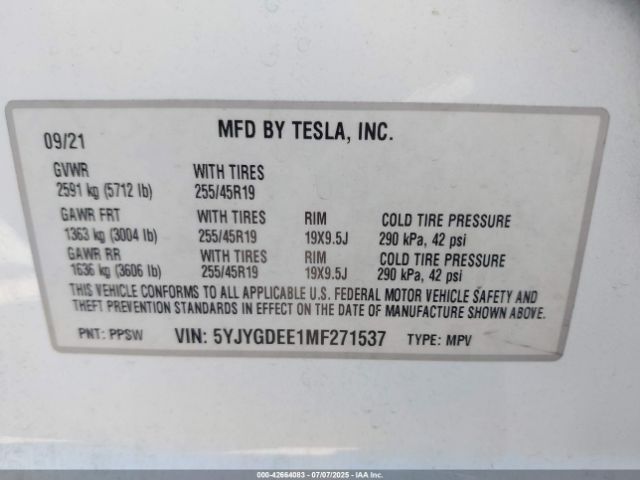 09/21 MFD BY TESLA, INC.
GVWR WITH TIRES
2591 kg (5712 lb) 255/45R19
GAWR FRT WITH TIRES RIM COLD TIRE PRESSURE
1363 kg (3004 lb) 255/45R19 19X9.5J 290 kPa, 42 psi
GAWR RR WITH TIRES RIM COLD TIRE PRESSURE
1636 kg (3606 lb) 255/45R19 19X9.5J 290 kPa, 42 psi
THIS VEHICLE CONFORMS TO ALL APPLICABLE U.S. FEDERAL MOTOR VEHICLE SAFETY AND
THEFT PREVENTION STANDARDS IN EFFECT ON THE DATE OF MANUFACTURE SHOWN ABOVE.
PNT: PPSW VIN: 5YJYGDEE1MF271537 TYPE: MPV
000-42664083 | 07/07/2025 - IAA, Inc.